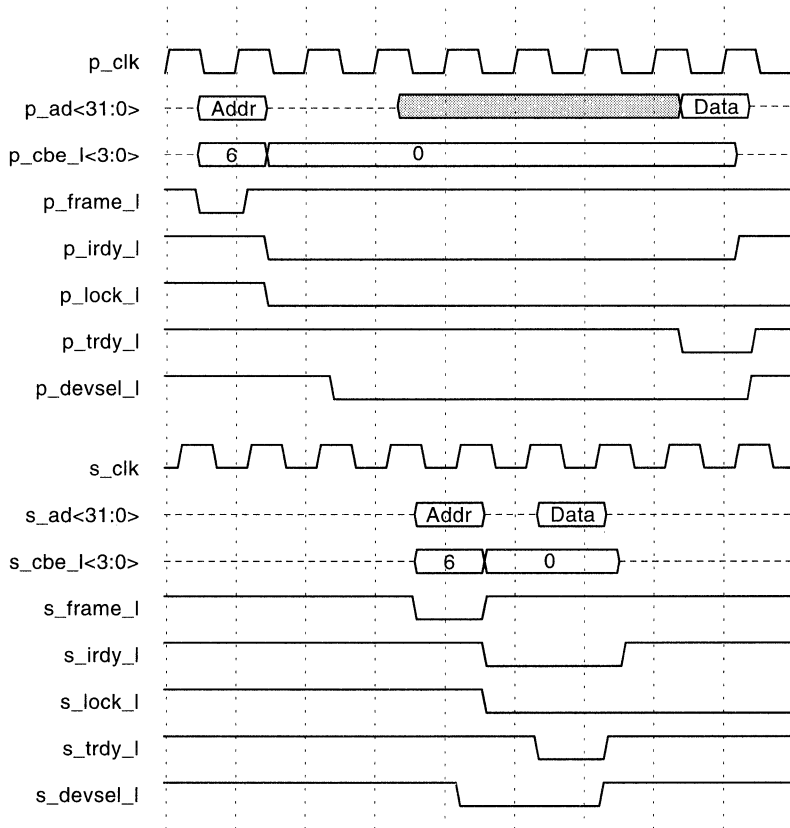 p_clk
p_ad<31:0> Addr Data
p_cbe_l<3:0> 6 0
p_frame_l
p_irdy_l
p_lock_l
p_trdy_l
p_devsel_l
s_clk
s_ad<31:0> Addr Data
s_cbe_l<3:0> 6 0
s_frame_l
s_irdy_l
s_lock_l
s_trdy_l
s_devsel_l